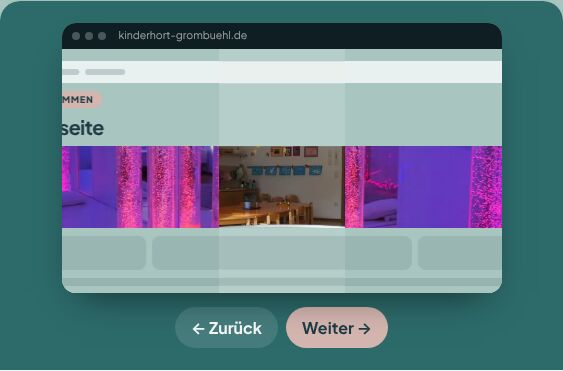 kinderhort-grombuehl.de
MMEN
seite
← Zurück
Weiter →